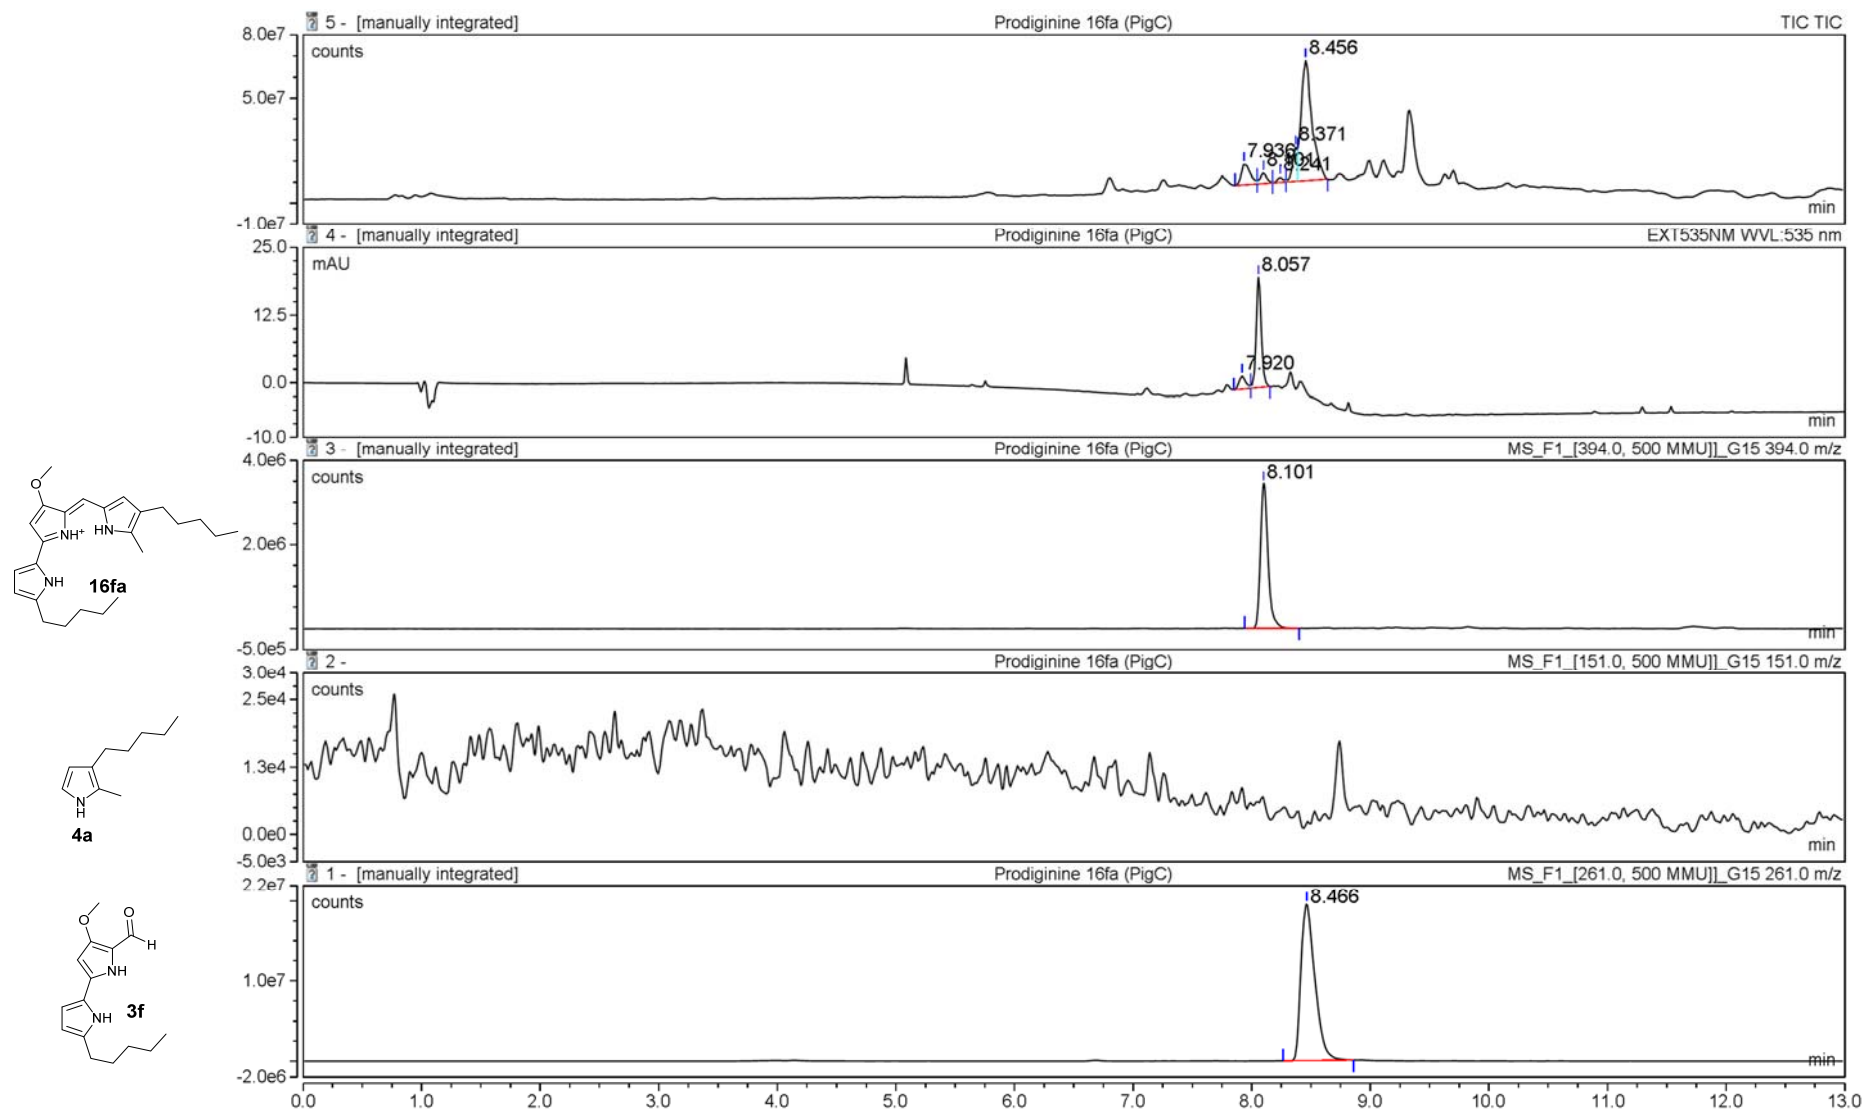 5 - [manually integrated] Prodiginine 16fa (PigC) TIC TIC
8.0e7
counts
5.0e7
-1.0e7
8.456
8.371
7.936
8.101
8.241
min
4 - [manually integrated] Prodiginine 16fa (PigC) EXT535NM WVL:535 nm
25.0
mAU
12.5
0.0
-10.0
8.057
7.920
min
3 - [manually integrated] Prodiginine 16fa (PigC) MS_F1_[394.0, 500 MMU]]_G15 394.0 m/z
4.0e6
counts
2.0e6
-5.0e5
8.101
min
O
NH+
HN
NH
16fa
2 - Prodiginine 16fa (PigC) MS_F1_[151.0, 500 MMU]]_G15 151.0 m/z
3.0e4
counts
2.5e4
1.3e4
0.0e0
-5.0e3
min
N
H
4a
1 - [manually integrated] Prodiginine 16fa (PigC) MS_F1_[261.0, 500 MMU]]_G15 261.0 m/z
2.2e7
counts
1.0e7
-2.0e6
8.466
min
O
O
H
NH
NH
3f
0.0 1.0 2.0 3.0 4.0 5.0 6.0 7.0 8.0 9.0 10.0 11.0 12.0 13.0